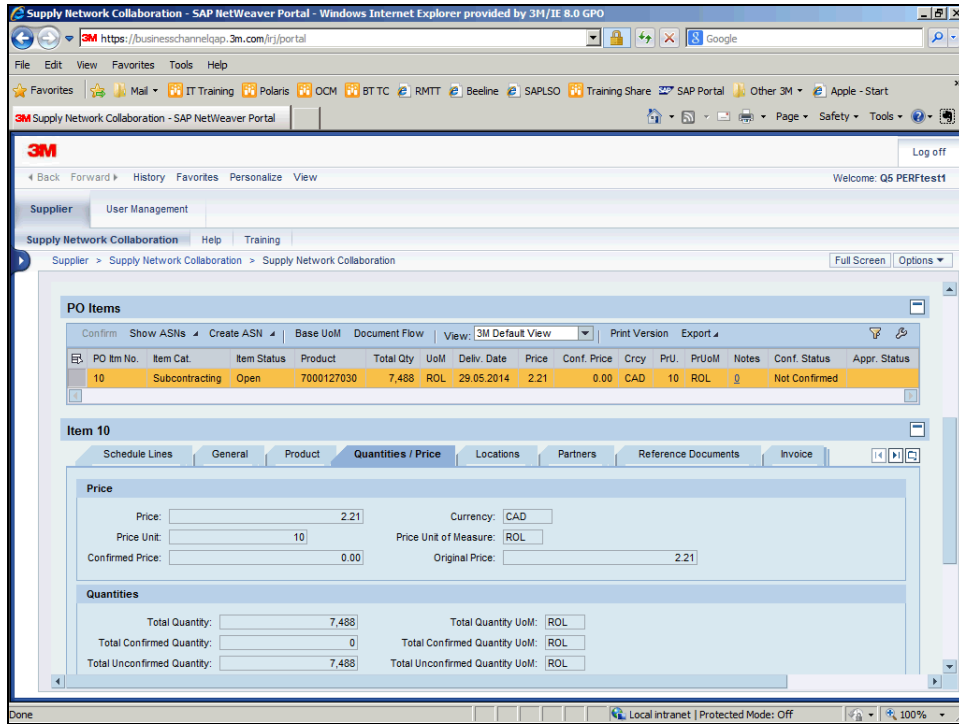 Supply Network Collaboration - SAP NetWeaver Portal - Windows Internet Explorer provided by 3M/IE 8.0 GPO
3M https://businesschannelqap.3m.com/irj/portal Google
File Edit View Favorites Tools Help
Favorites Mail IT Training Polaris OCM BT TC RMTT Beeline SAPLSO Training Share SAP Portal Other 3M Apple - Start
3M Supply Network Collaboration - SAP NetWeaver Portal Page Safety Tools
3M Log off
Back Forward History Favorites Personalize View Welcome: Q5 PERFtest1
Supplier User Management
Supply Network Collaboration Help Training
Supplier > Supply Network Collaboration > Supply Network Collaboration Full Screen Options
PO Items
Confirm Show ASNs Create ASN Base UoM Document Flow View: 3M Default View Print Version Export
PO Itm No. Item Cat. Item Status Product Total Qty UoM Deliv. Date Price Conf. Price Crcy PrU. PrUoM Notes Conf. Status Appr. Status
10 Subcontracting Open 7000127030 7,488 ROL 29.05.2014 2.21 0.00 CAD 10 ROL 0 Not Confirmed
Item 10
Schedule Lines General Product Quantities / Price Locations Partners Reference Documents Invoice
Price
Price: 2.21 Currency: CAD
Price Unit: 10 Price Unit of Measure: ROL
Confirmed Price: 0.00 Original Price: 2.21
Quantities
Total Quantity: 7,488 Total Quantity UoM: ROL
Total Confirmed Quantity: 0 Total Confirmed Quantity UoM: ROL
Total Unconfirmed Quantity: 7,488 Total Unconfirmed Quantity UoM: ROL
Done Local intranet | Protected Mode: Off 100%